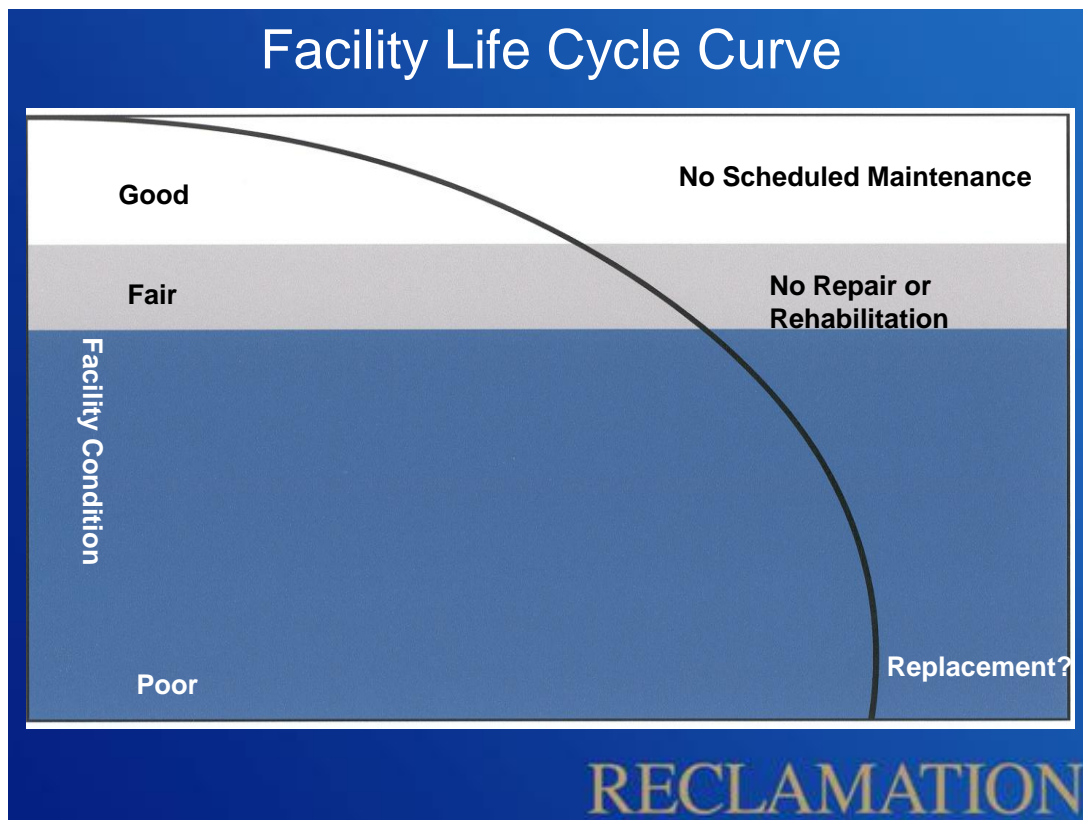 Facility Life Cycle Curve
Good
No Scheduled Maintenance
Fair
No Repair or
Rehabilitation
Facility Condition
Poor
Replacement?
RECLAMATION